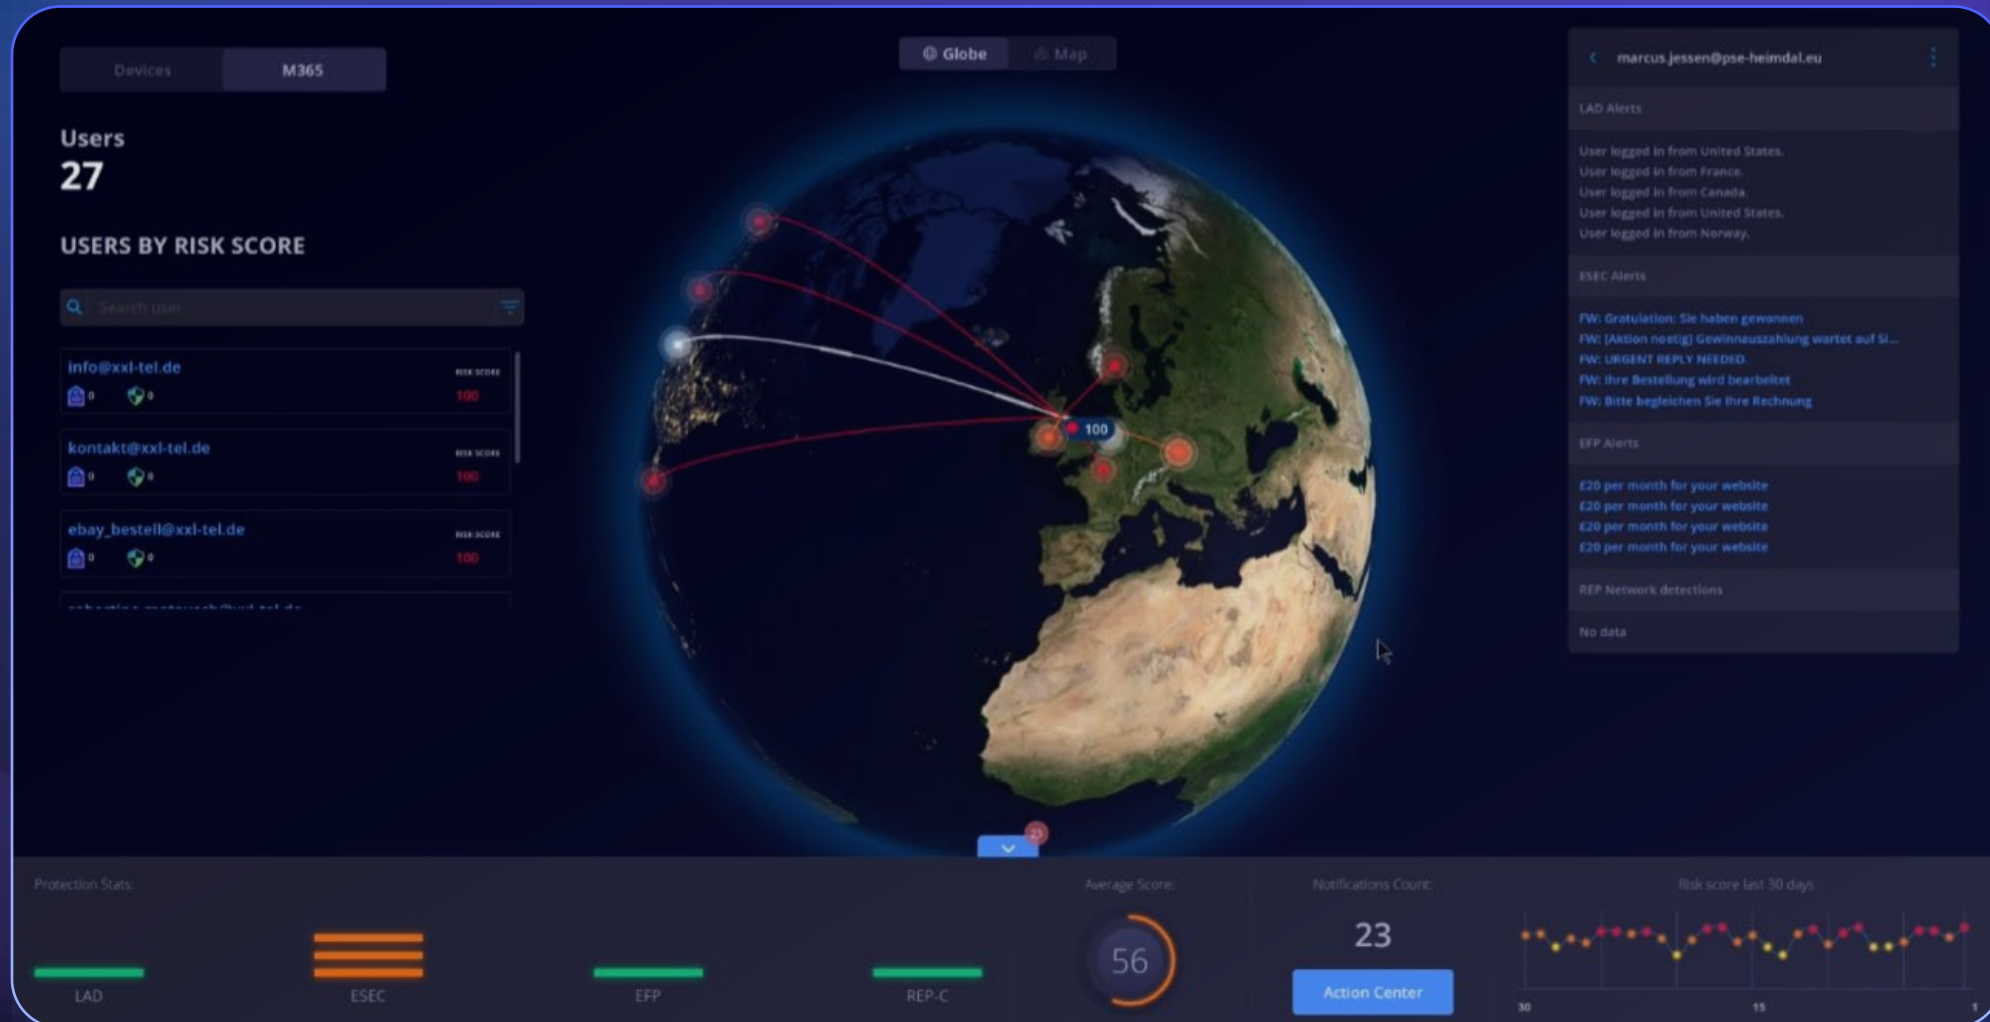 Devices
M365
Users
27
USERS BY RISK SCORE
Search user
info@xxl-tel.de
RISK SCORE
0
0
100
kontakt@xxl-tel.de
RISK SCORE
0
0
100
ebay_bestell@xxl-tel.de
RISK SCORE
0
0
100
Globe
Map
100
marcus.jessen@pse-heimdal.eu
LAD Alerts
User logged in from United States.
User logged in from France.
User logged in from Canada.
User logged in from United States.
User logged in from Norway.
ESEC Alerts
FW: Gratulation: Sie haben gewonnen
FW: [Aktion noetig] Gewinnauszahlung wartet auf Si...
FW: URGENT REPLY NEEDED.
FW: Ihre Bestellung wird bearbeitet
FW: Bitte begleichen Sie Ihre Rechnung
EFP Alerts
£20 per month for your website
£20 per month for your website
£20 per month for your website
£20 per month for your website
REP Network detections
No data
23
Protection Stats:
LAD
ESEC
EFP
REP-C
Average Score:
56
Notifications Count:
23
Action Center
Risk score last 30 days
30
15
1